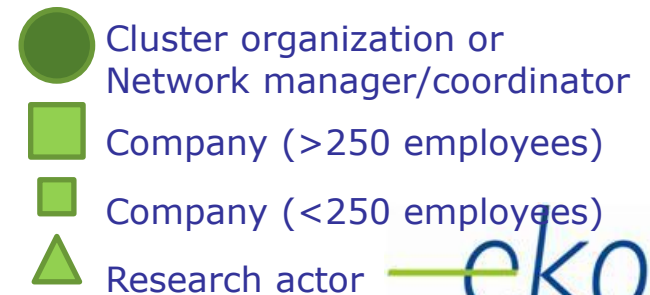 Cluster organization or
Network manager/coordinator
Company (>250 employees)
Company (<250 employees)
Research actor
eko